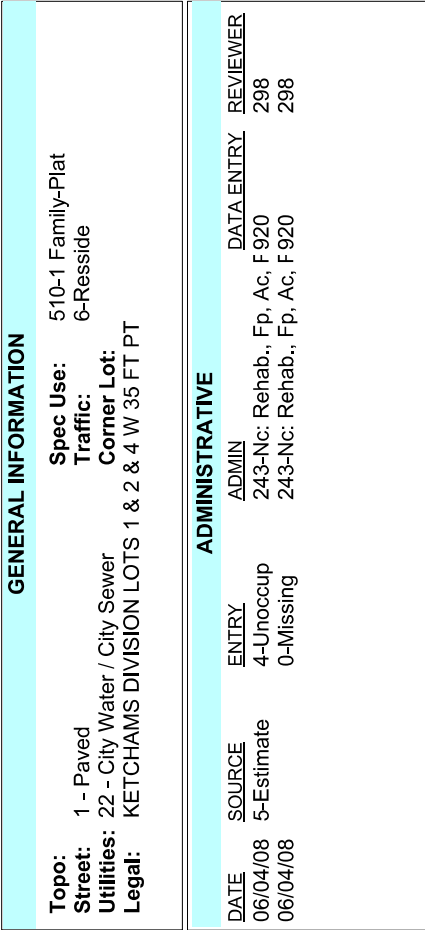 GENERAL INFORMATION
Topo: Spec Use: 510-1 Family-Plat
Street: 1 - Paved Traffic: 6-Resside
Utilities: 22 - City Water / City Sewer Corner Lot:
Legal: KETCHAMS DIVISION LOTS 1 & 2 & 4 W 35 FT PT
ADMINISTRATIVE
DATE SOURCE ENTRY ADMIN DATA ENTRY REVIEWER
06/04/08 5-Estimate 4-Unoccup 243-Nc: Rehab., Fp, Ac, F 920 298
06/04/08 0-Missing 243-Nc: Rehab., Fp, Ac, F 920 298